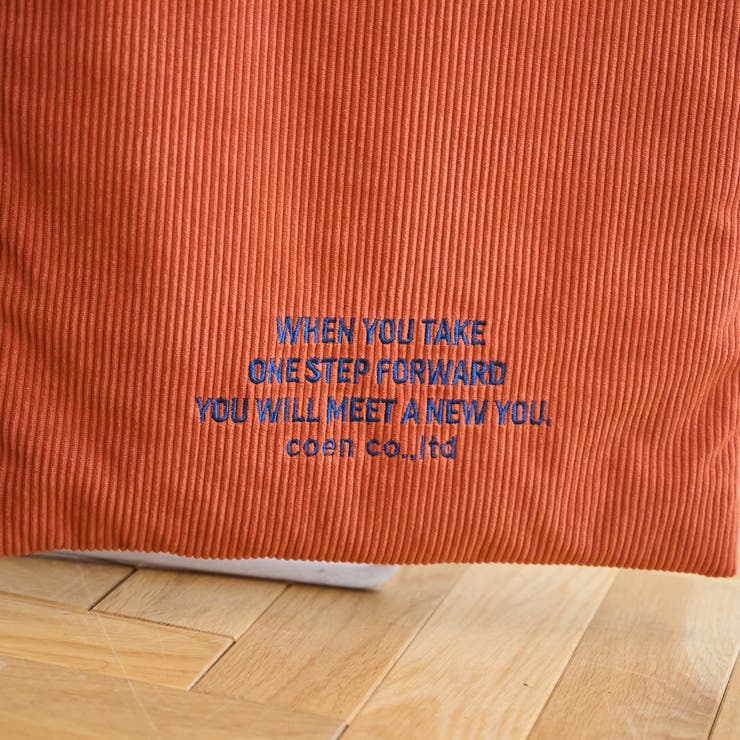 WHEN YOU TAKE
ONE STEP FORWARD
YOU WILL MEET A NEW YOU.
coen co.,ltd